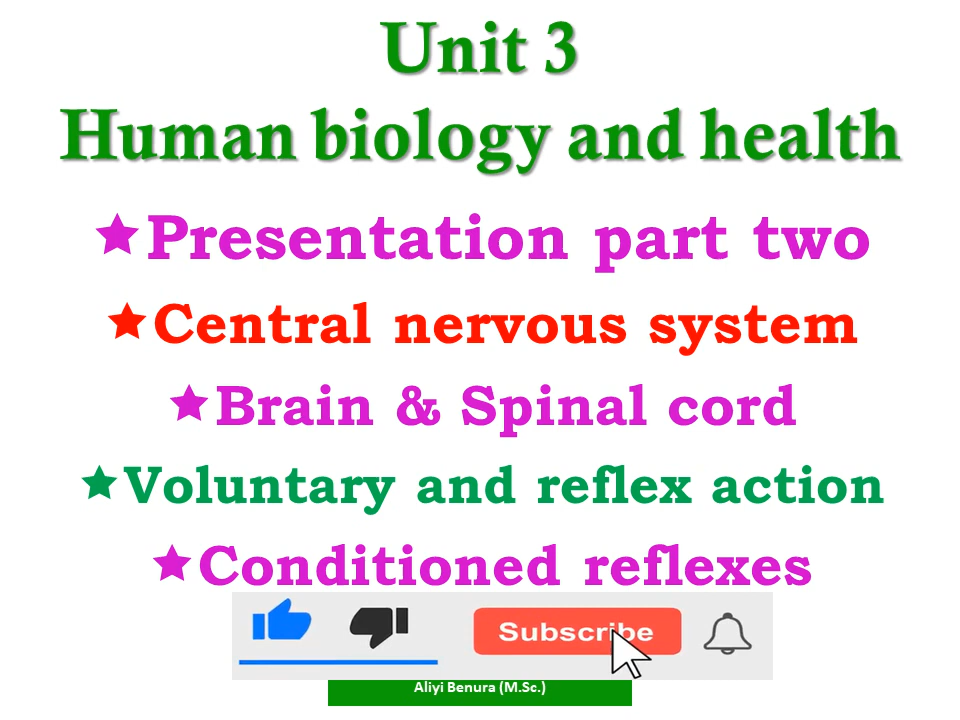 Unit 3
Human biology and health
★Presentation part two
★Central nervous system
★Brain & Spinal cord
★Voluntary and reflex action
★Conditioned reflexes
Subscribe
Aliyi Benura (M.Sc.)